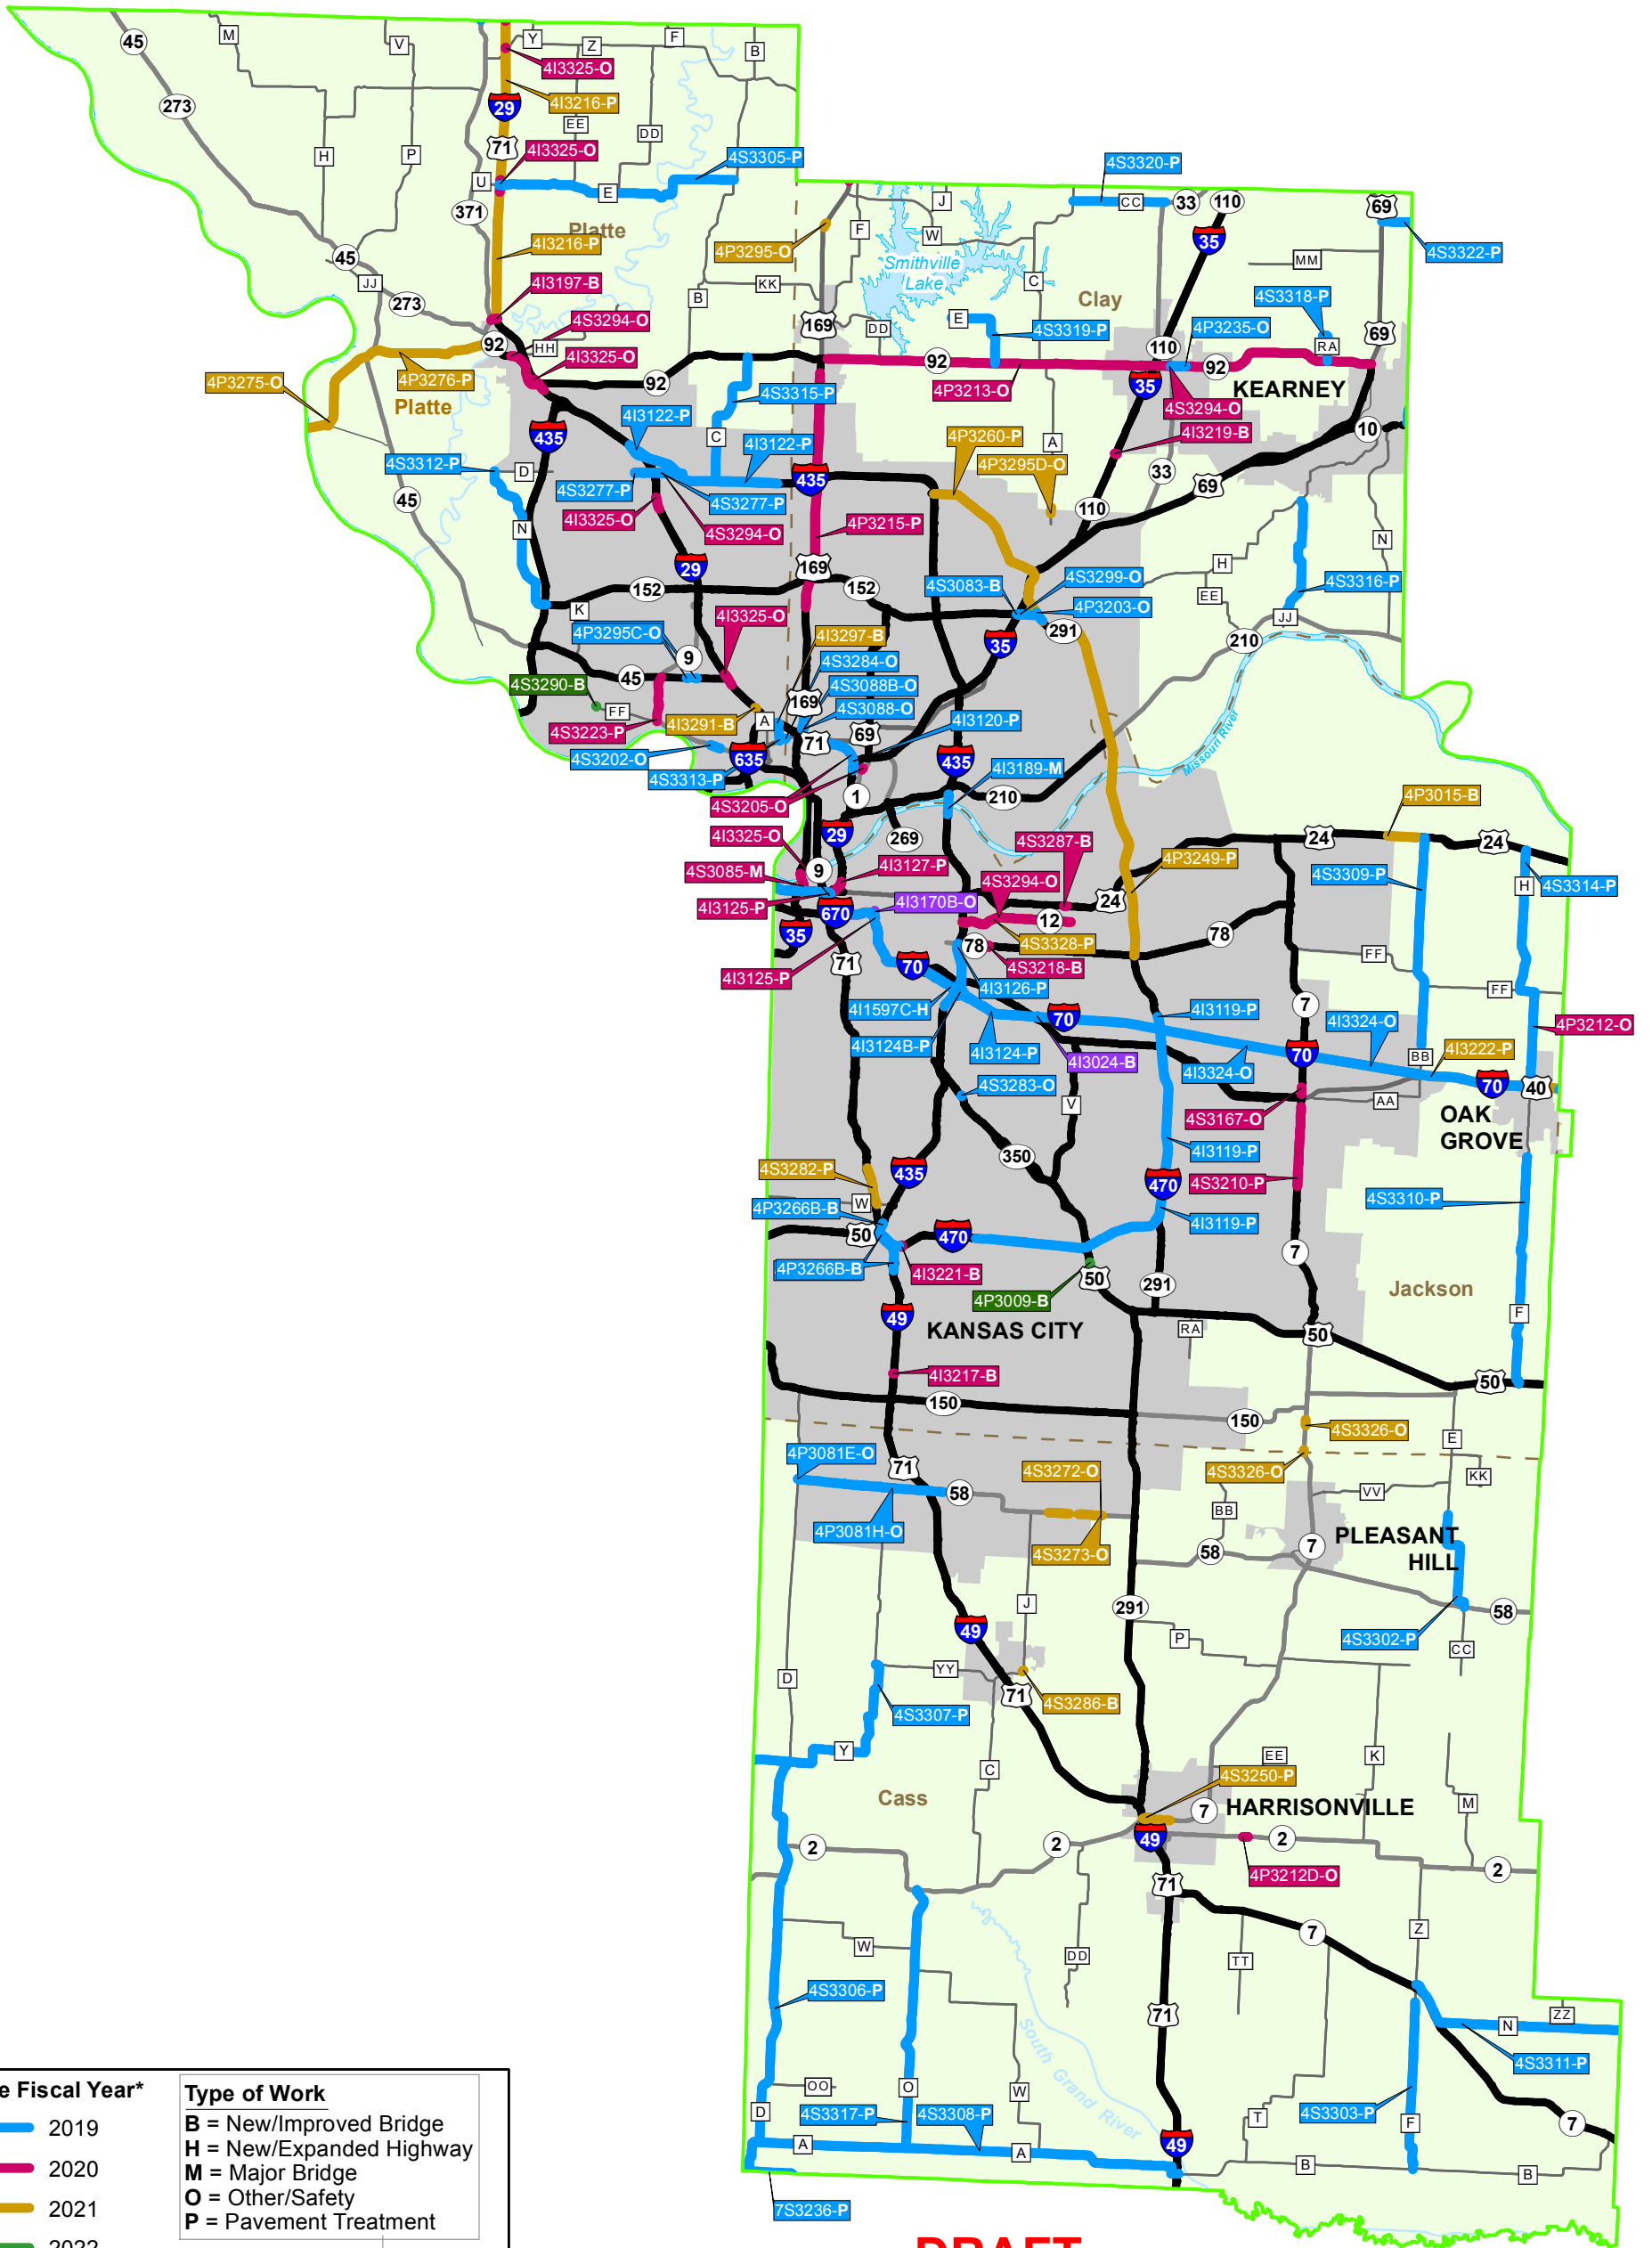 45
M
V
Y
Z
F
B
4I3325-O
273
29
4I3216-P
EE
DD
71
H
P
4I3325-O
4S3305-P
U
E
371
Platte
4I3216-P
4P3295-O
F
J
W
Smithville
Lake
C
Clay
4S3320-P
CC
33
110
35
69
4S3322-P
MM
45
JJ
273
4I3197-B
B
KK
4S3294-O
92
HH
4I3325-O
169
DD
E
4S3319-P
4S3318-P
4P3235-O
69
RA
110
4P3275-O
4P3276-P
Platte
92
92
4P3213-O
35
92
KEARNEY
4S3294-O
4S3315-P
4I3122-P
435
C
4I3122-P
4P3260-P
A
4I3219-B
10
4P3295D-O
4S3312-P
D
435
33
69
4S3277-P
4S3277-P
45
4I3325-O
4S3294-O
4P3215-P
110
N
N
29
169
H
152
152
4S3083-B
4S3299-O
4S3316-P
EE
K
4P3203-O
JJ
4P3295C-O
4I3325-O
4I3297-B
291
210
35
9
4S3284-O
45
4S3088B-O
4S3290-B
169
FF
4S3088-O
4I3291-B
A
4I3120-P
4S3223-P
71
69
Missouri River
4S3202-O
635
435
4I3189-M
4S3313-P
1
210
4P3015-B
4S3205-O
29
269
4I3325-O
4S3287-B
24
24
4S3085-M
9
4I3127-P
4S3294-O
4P3249-P
4S3309-P
H
4S3314-P
4I3125-P
670
4I3170B-O
24
12
35
4S3328-P
78
78
71
4S3218-B
FF
4I3125-P
70
4I3126-P
FF
4I1597C-H
70
4I3119-P
7
4I3324-O
4P3212-O
4I3124B-P
4I3124-P
4I3024-B
70
BB
4I3222-P
4I3324-O
70
40
4S3283-O
V
AA
OAK
GROVE
4S3167-O
350
4I3119-P
4S3282-P
435
470
4S3210-P
4S3310-P
W
4P3266B-B
4I3119-P
50
470
7
4P3266B-B
4I3221-B
50
291
Jackson
4P3009-B
49
KANSAS CITY
RA
50
F
4I3217-B
50
150
150
4S3326-O
E
4P3081E-O
71
4S3272-O
4S3326-O
KK
58
BB
VV
4P3081H-O
4S3273-O
PLEASANT
HILL
7
58
J
291
58
49
P
4S3302-P
CC
D
YY
71
4S3286-B
4S3307-P
Y
EE
K
C
4S3250-P
Cass
7
HARRISONVILLE
M
2
2
49
2
4P3212D-O
2
71
Z
W
7
DD
TT
4S3306-P
71
South Grand River
ZZ
N
4S3311-P
OO
O
W
D
4S3317-P
4S3308-P
T
4S3303-P
F
7
A
A
49
B
B
7S3236-P
DRAFT
e Fiscal Year*
2019
2020
2021
2022
Type of Work
B = New/Improved Bridge
H = New/Expanded Highway
M = Major Bridge
O = Other/Safety
P = Pavement Treatment